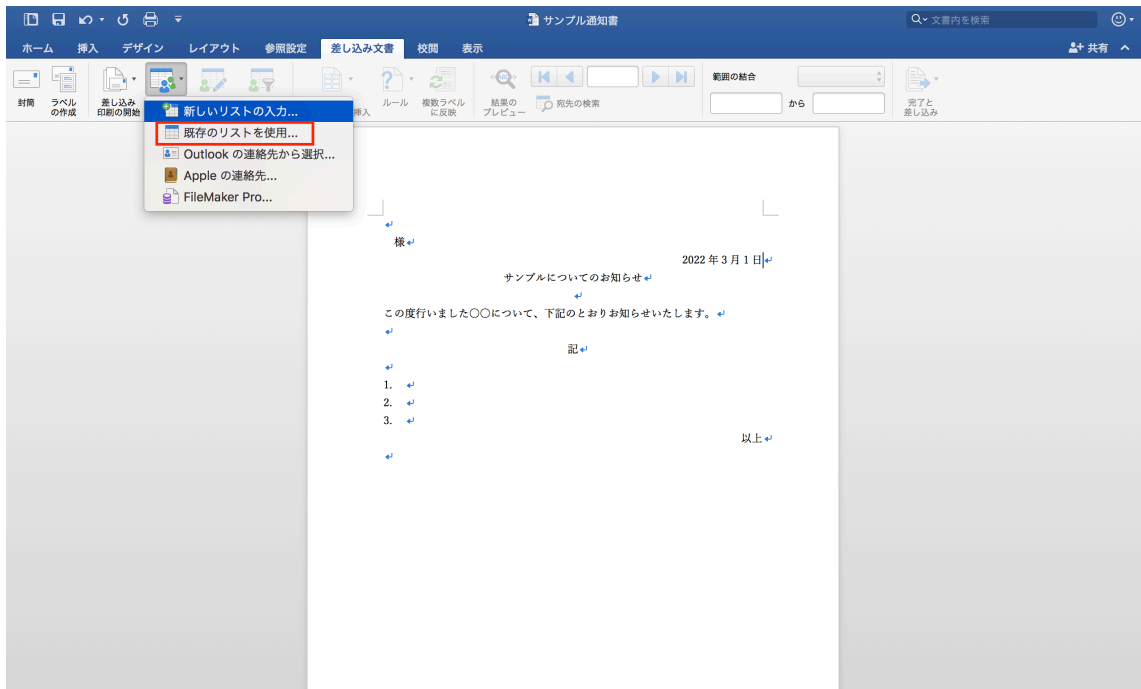 サンプル通知書
文書内を検索
ホーム 挿入 デザイン レイアウト 参照設定 差し込み文書 校閲 表示
共有
封筒
ラベルの作成
差し込み印刷の開始
挿入
ルール
複数ラベルに反映
結果のプレビュー
宛先の検索
範囲の結合
から
完了と差し込み
新しいリストの入力...
既存のリストを使用...
Outlook の連絡先から選択...
Apple の連絡先...
FileMaker Pro...
様
2022 年 3 月 1 日
サンプルについてのお知らせ
この度行いました〇〇について、下記のとおりお知らせいたします。
記
1.
2.
3.
以上